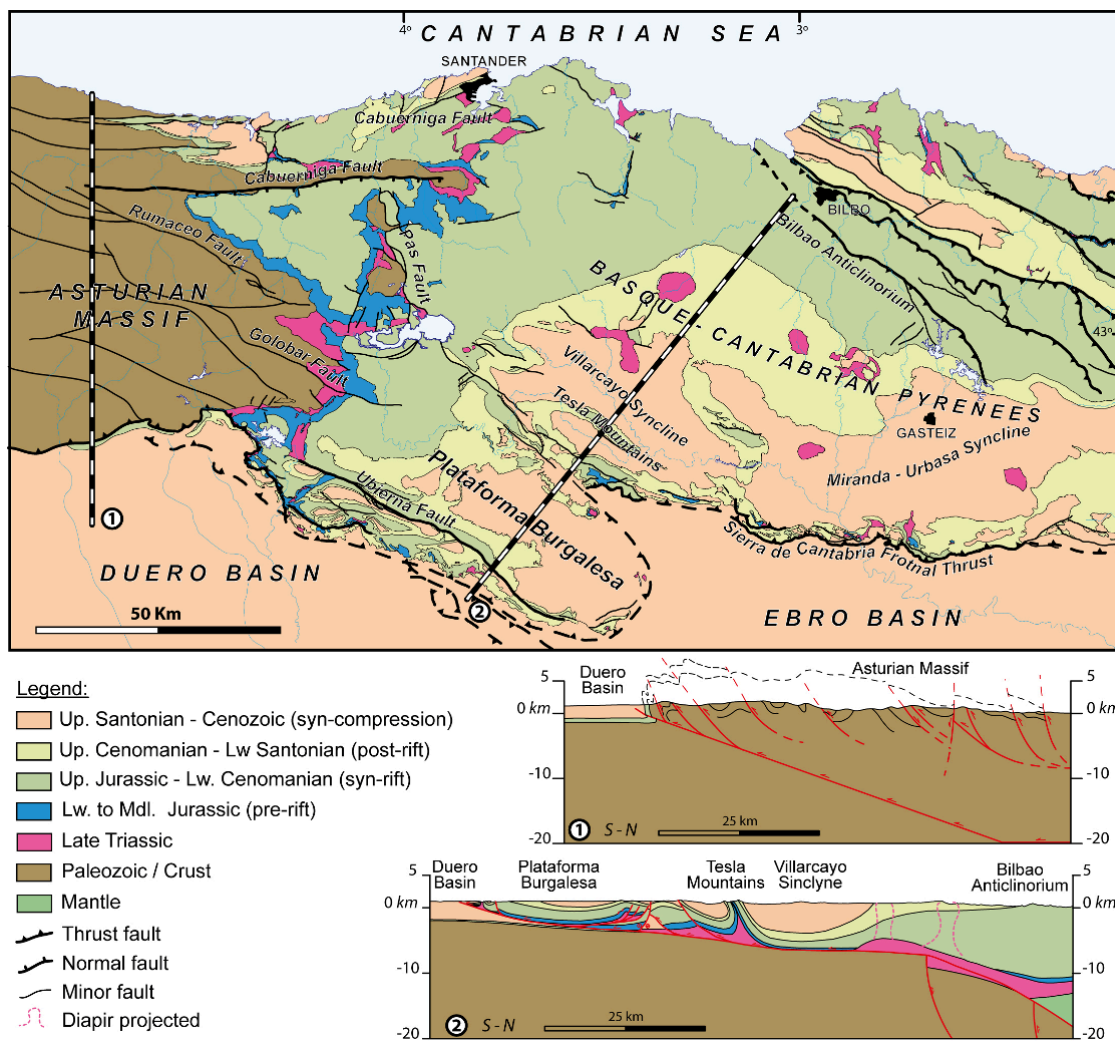 4º
3º
CANTABRIAN SEA
SANTANDER
Cabuerniga Fault
Cabuerniga Fault
BILBO
Rumaceo Fault
Pas Fault
Bilbao Anticlinorium
ASTURIAN
MASSIF
BASQUE - CANTABRIAN PYRENEES
43º
Golobar Fault
Villarcayo Syncline
Tesla Mountains
GASTEIZ
Miranda - Urbasa Syncline
Plataforma Burgalesa
Ubierna Fault
Sierra de Cantabria Frotnal Thrust
1
DUERO BASIN
2
EBRO BASIN
50 Km
Legend:
Up. Santonian - Cenozoic (syn-compression)
Up. Cenomanian - Lw Santonian (post-rift)
Up. Jurassic - Lw. Cenomanian (syn-rift)
Lw. to Mdl. Jurassic (pre-rift)
Late Triassic
Paleozoic / Crust
Mantle
Thrust fault
Normal fault
Minor fault
Diapir projected
Duero
Basin
Asturian Massif
5
5
0 km
0
-10
-10
-20
-20
1 S - N
25 km
Duero
Basin
Plataforma
Burgalesa
Tesla
Mountains
Villarcayo
Sinclyne
Bilbao
Anticlinorium
5
5
0 km
0
-10
-10
-20
-20
2 S - N
25 km